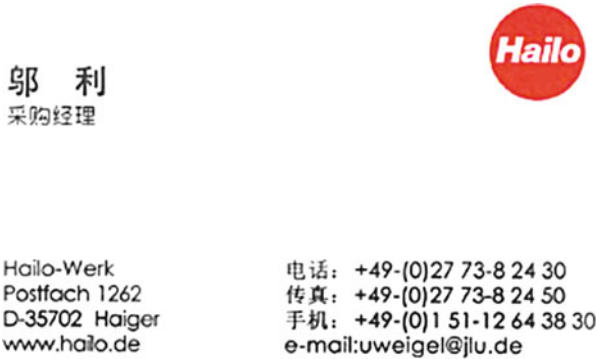 Hailo
邬 利
采购经理
Hailo-Werk
Postfach 1262
D-35702 Haiger
www.hailo.de
电话：+49-(0)27 73-8 24 30
传真：+49-(0)27 73-8 24 50
手机：+49-(0)1 51-12 64 38 30
e-mail:uweigel@jlu.de